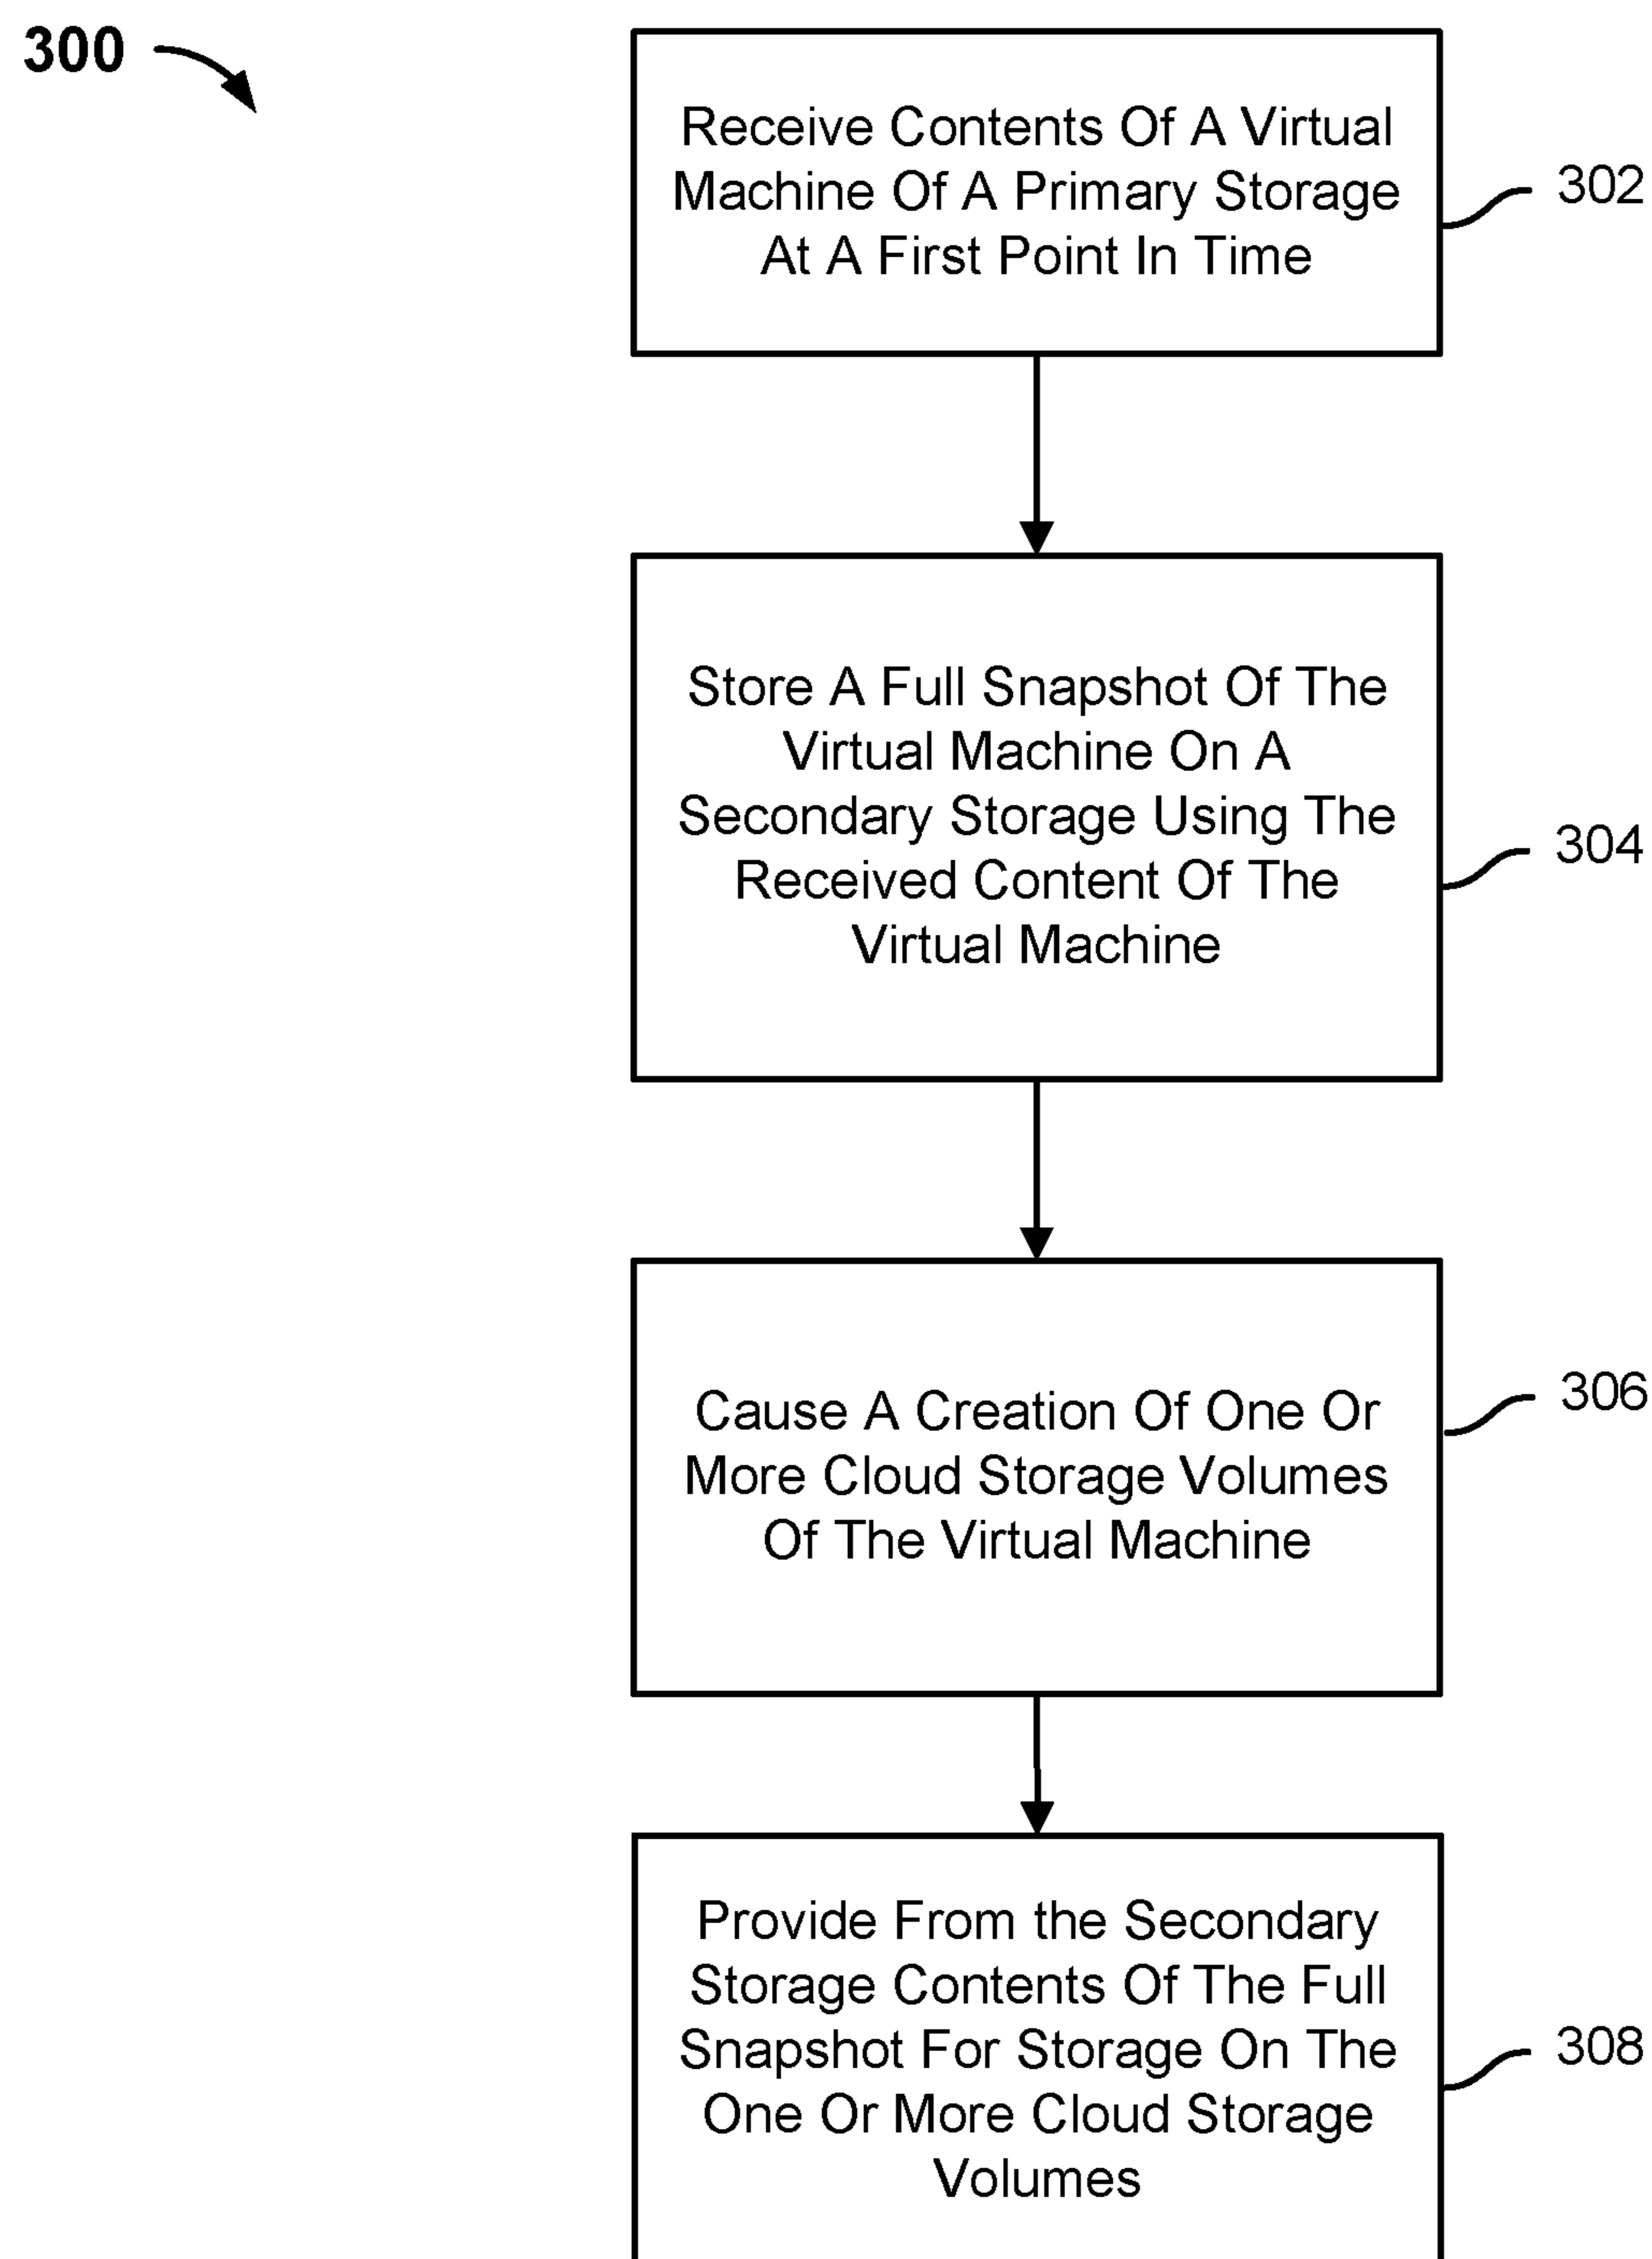 300
Receive Contents Of A Virtual
Machine Of A Primary Storage
At A First Point In Time
302
Store A Full Snapshot Of The
Virtual Machine On A
Secondary Storage Using The
Received Content Of The
Virtual Machine
304
Cause A Creation Of One Or
More Cloud Storage Volumes
Of The Virtual Machine
306
Provide From the Secondary
Storage Contents Of The Full
Snapshot For Storage On The
One Or More Cloud Storage
Volumes
308